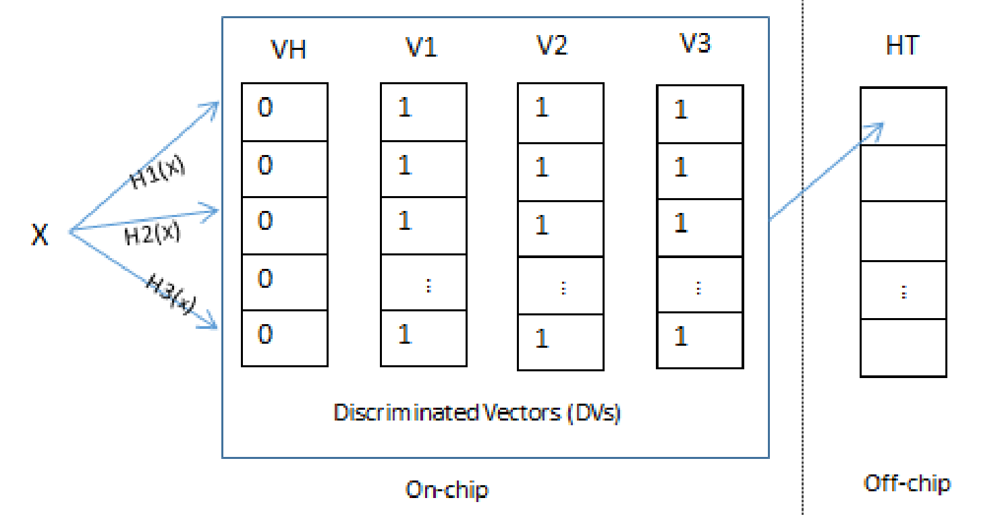 VH V1 V2 V3 HT
0 1 1 1
H1(x)
0 1 1 1
X
H2(x)
0 1 1 1
H3(x)
0 ⋮ ⋮ ⋮ ⋮
0 1 1 1
Discriminated Vectors (DVs)
On-chip
Off-chip